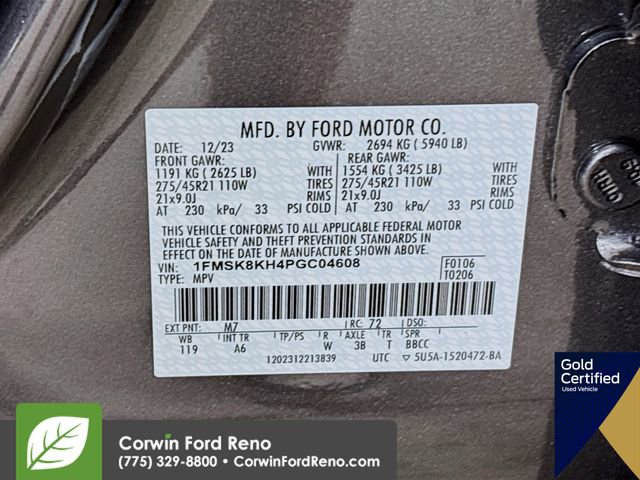 MFD. BY FORD MOTOR CO.
DATE: 12/23 GVWR: 2694 KG (5940 LB)
FRONT GAWR: REAR GAWR:
1191 KG (2625 LB) WITH 1554 KG (3425 LB) WITH
275/45R21 110W TIRES 275/45R21 110W TIRES
21x9.0J RIMS 21x9.0J RIMS
AT 230 kPa/ 33 PSI COLD AT 230 kPa/ 33 PSI COLD
THIS VEHICLE CONFORMS TO ALL APPLICABLE FEDERAL MOTOR
VEHICLE SAFETY AND THEFT PREVENTION STANDARDS IN
EFFECT ON THE DATE OF MANUFACTURE SHOWN ABOVE.
VIN: 1FMSK8KH4PGC04608 F0106
TYPE: MPV T0206
EXT PNT: M7 RC: 72 DSO:
WB INT TR TP/PS R AXLE TR SPR
119 A6 W 3B T BBCC
1202312213839 UTC 5U5A-1520472-BA
Gold
Certified
Used Vehicle
Corwin Ford Reno
(775) 329-8800 • CorwinFordReno.com